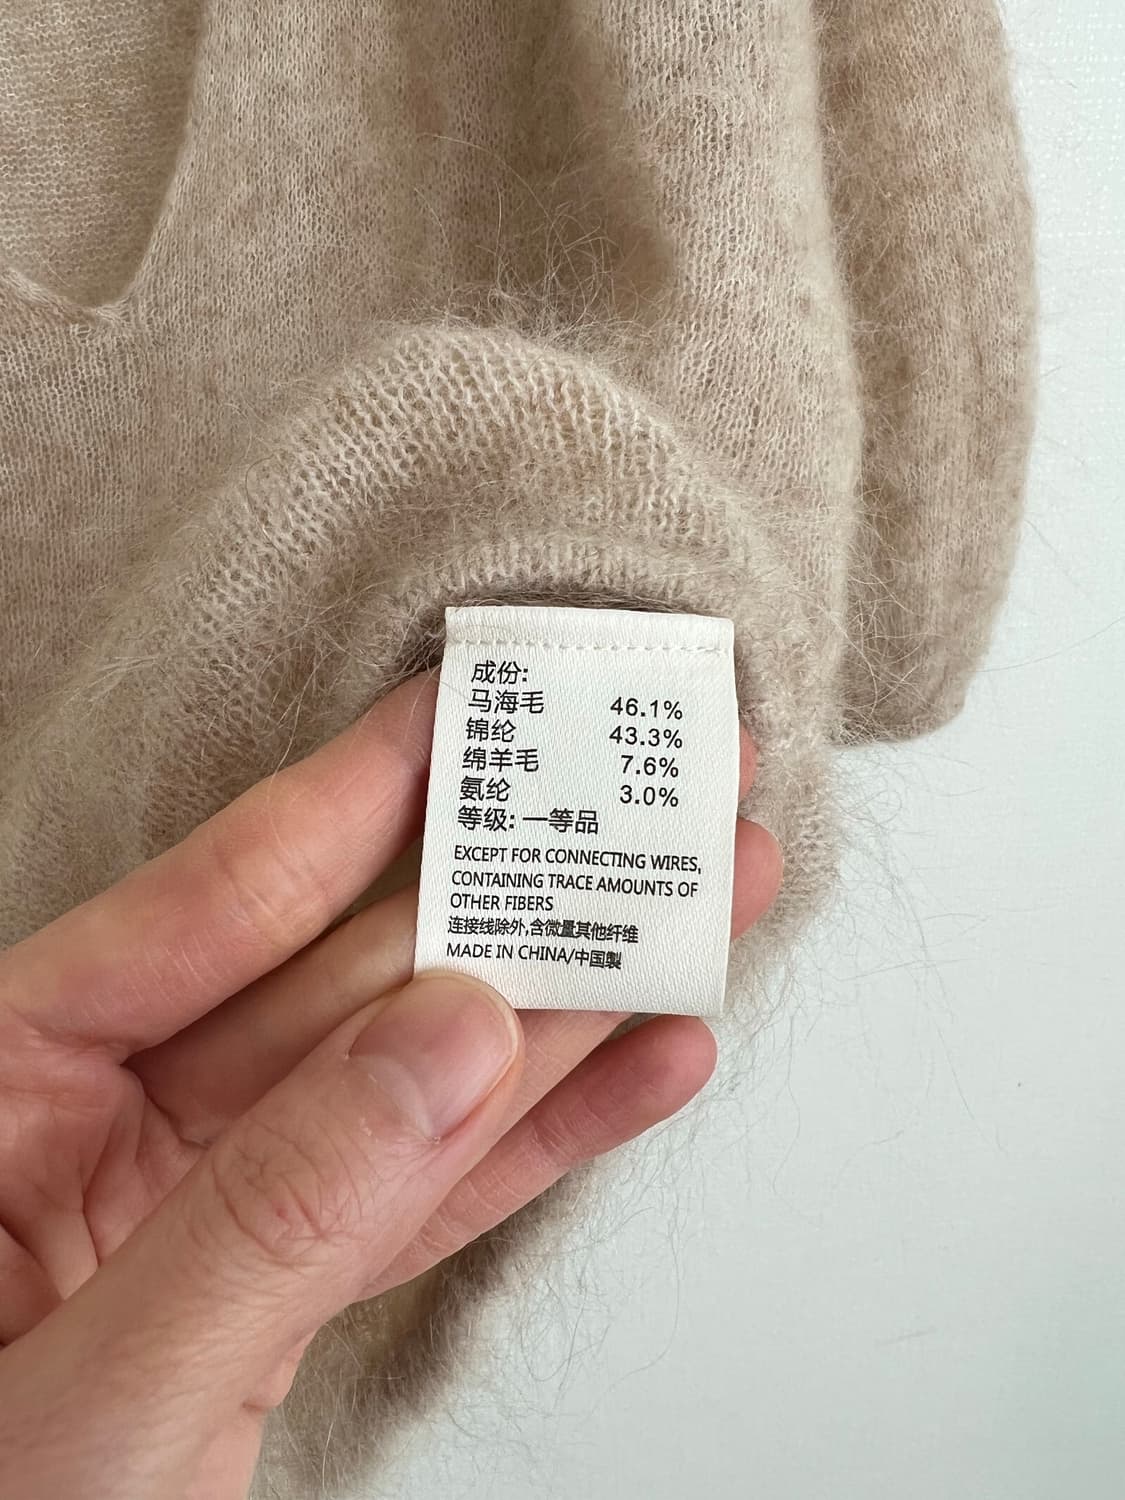 成份:
马海毛 46.1%
锦纶 43.3%
绵羊毛 7.6%
氨纶 3.0%
等级: 一等品
EXCEPT FOR CONNECTING WIRES,
CONTAINING TRACE AMOUNTS OF
OTHER FIBERS
连接线除外,含微量其他纤维
MADE IN CHINA/中国製